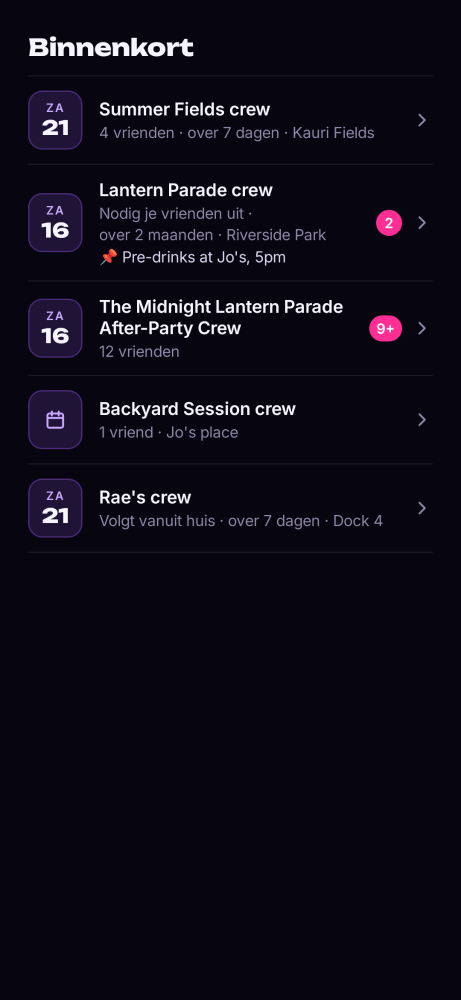 Binnenkort
ZA
21
Summer Fields crew
4 vrienden · over 7 dagen · Kauri Fields
ZA
16
Lantern Parade crew
Nodig je vrienden uit ·
over 2 maanden · Riverside Park
📌 Pre-drinks at Jo's, 5pm
2
ZA
16
The Midnight Lantern Parade
After-Party Crew
12 vrienden
9+
Backyard Session crew
1 vriend · Jo's place
ZA
21
Rae's crew
Volgt vanuit huis · over 7 dagen · Dock 4